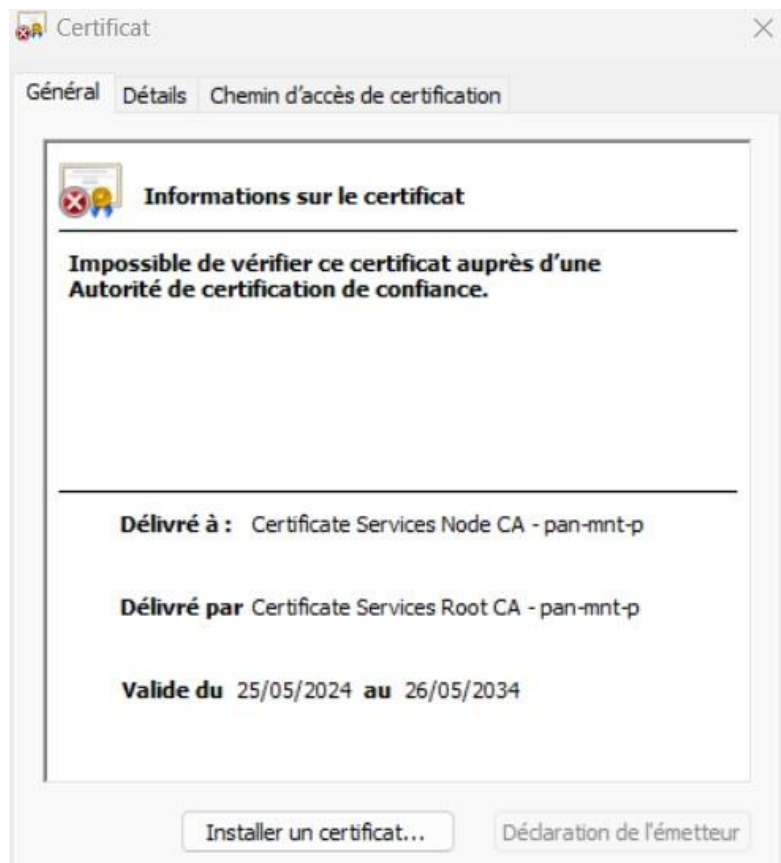 Certificat
Général Détails Chemin d’accès de certification
Informations sur le certificat
Impossible de vérifier ce certificat auprès d’une
Autorité de certification de confiance.
Délivré à : Certificate Services Node CA - pan-mnt-p
Délivré par Certificate Services Root CA - pan-mnt-p
Valide du 25/05/2024 au 26/05/2034
Installer un certificat... Déclaration de l'émetteur